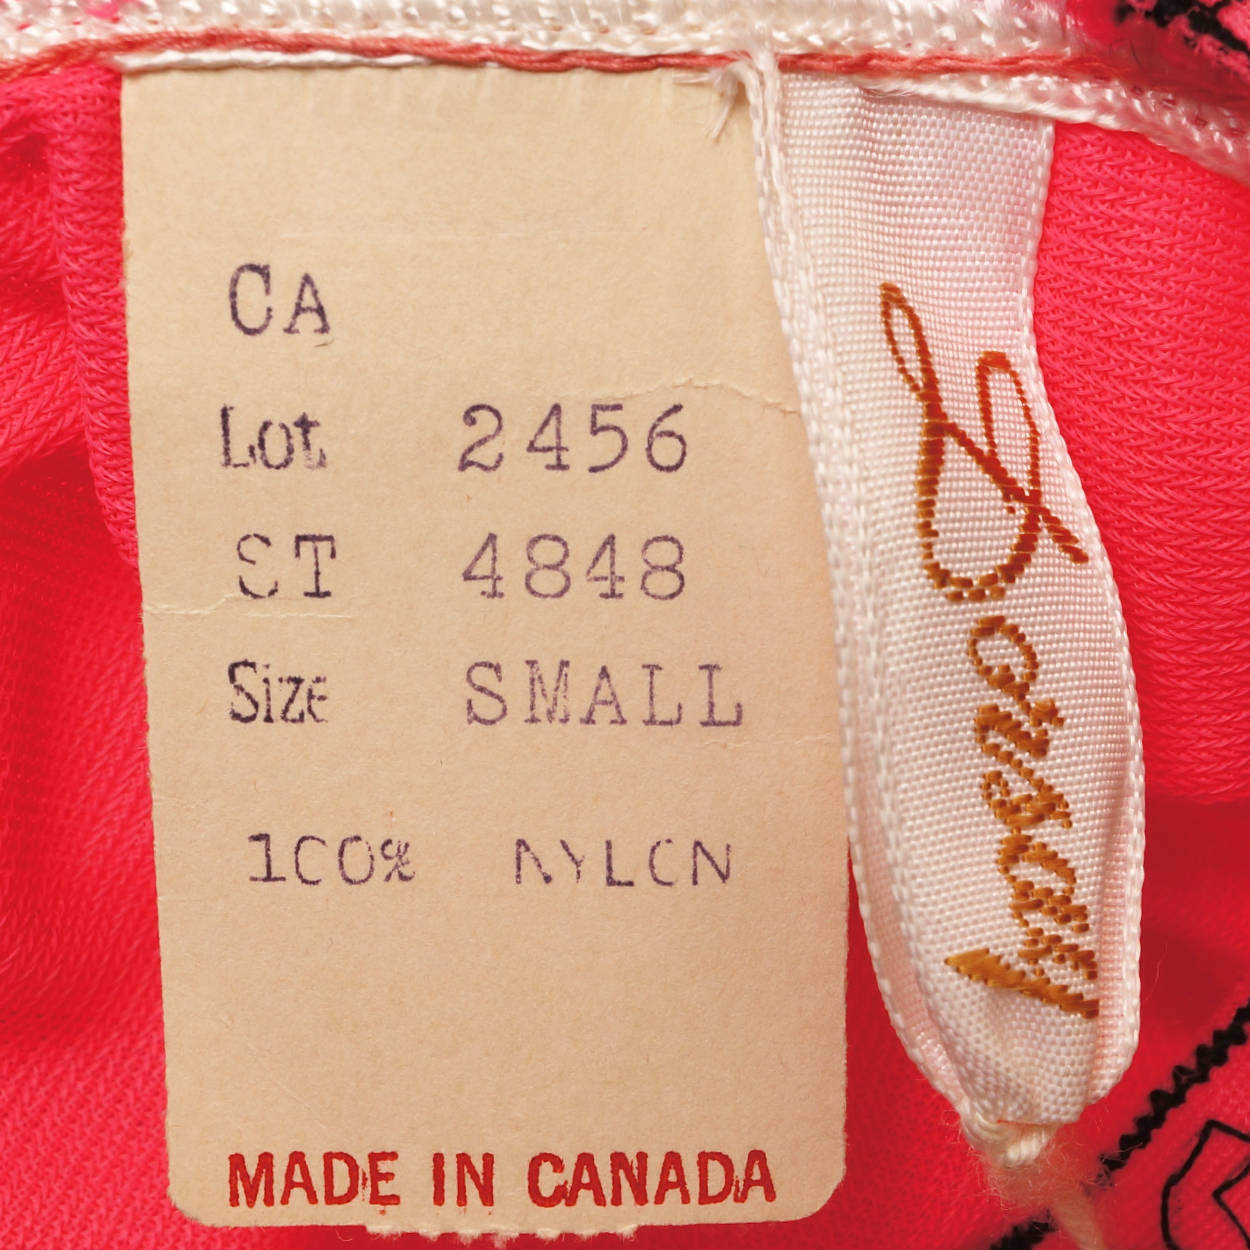 CA
Lot 2456
ST 4848
Size SMALL
100% NYLON
MADE IN CANADA